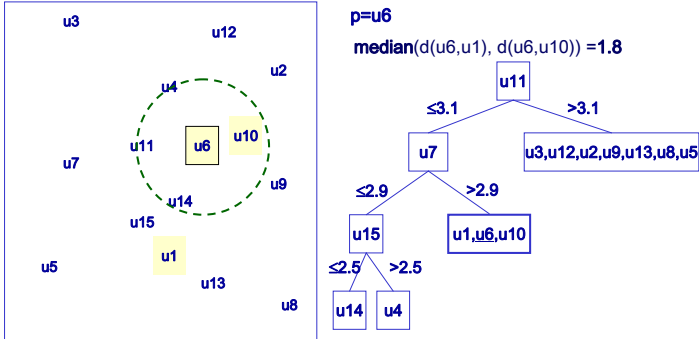 u3
u12
u2
u4
u10
u11
u6
u7
u9
u14
u15
u1
u5
u13
u8
p=u6
median(d(u6,u1), d(u6,u10)) =1.8
u11
≤3.1
>3.1
u7
u3,u12,u2,u9,u13,u8,u5
≤2.9
>2.9
u15
u1,u6,u10
≤2.5
>2.5
u14
u4